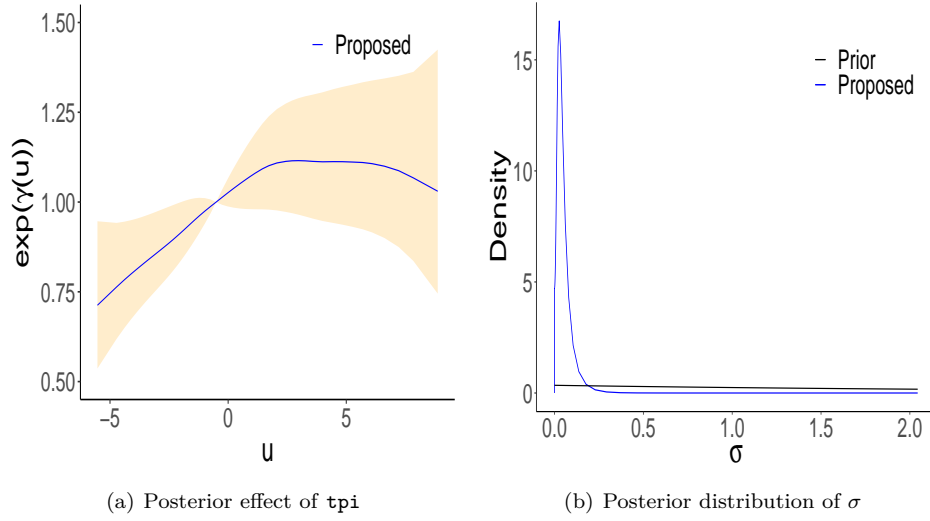 1.50
1.25
1.00
0.75
0.50
exp(γ(u))
Proposed
−5
0
5
u
15
10
5
0
Density
Prior
Proposed
0.0
0.5
1.0
1.5
2.0
σ
(a) Posterior effect of tpi
(b) Posterior distribution of σ